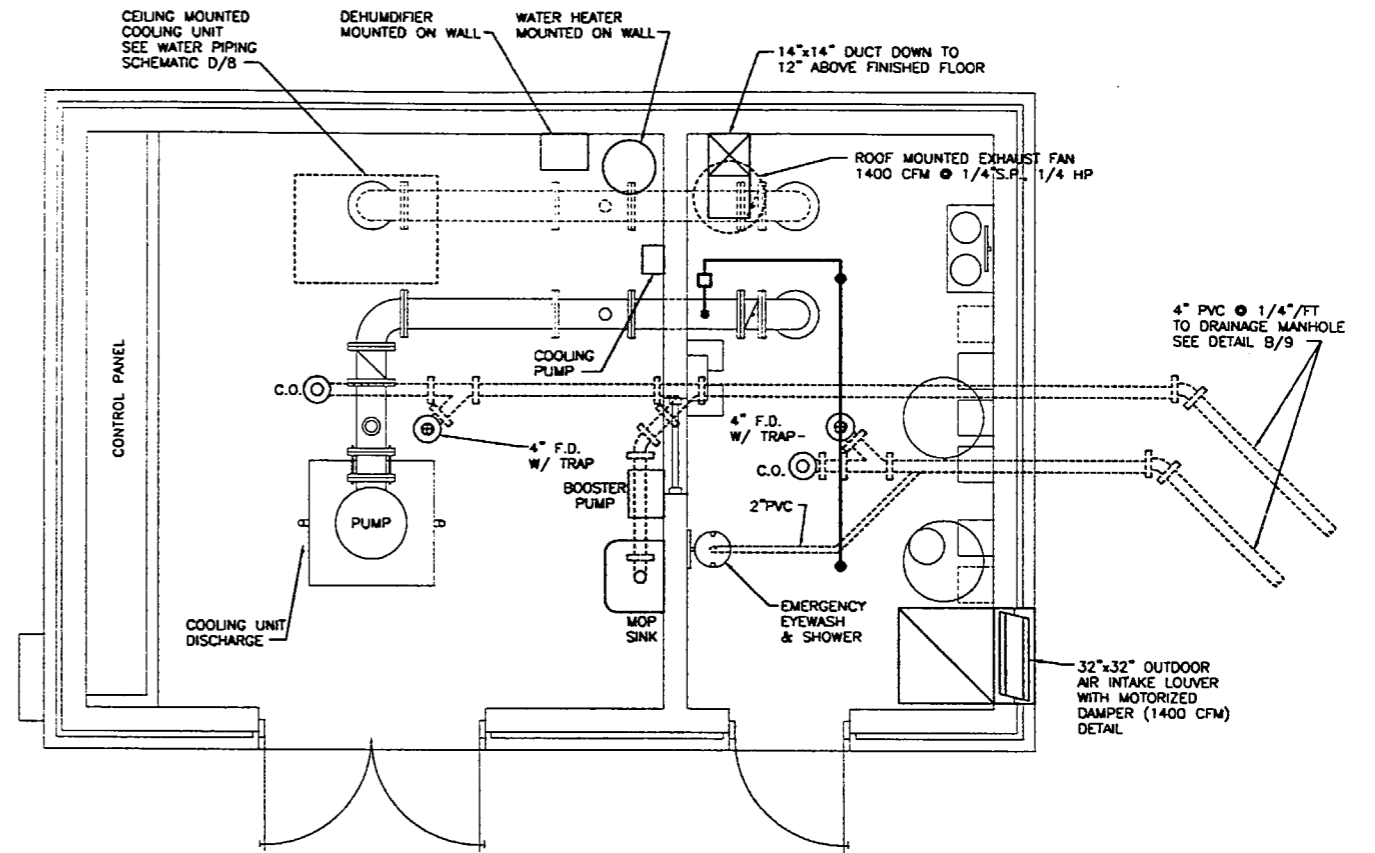 CEILING MOUNTED
COOLING UNIT
SEE WATER PIPING
SCHEMATIC D/8
DEHUMDIFIER
MOUNTED ON WALL
WATER HEATER
MOUNTED ON WALL
14"x14" DUCT DOWN TO
12" ABOVE FINISHED FLOOR
ROOF MOUNTED EXHAUST FAN
1400 CFM @ 1/4"S.P., 1/4 HP
4" PVC @ 1/4"/FT
TO DRAINAGE MANHOLE
SEE DETAIL B/9
CONTROL PANEL
COOLING
PUMP
C.O.
4" F.D.
W/ TRAP
4" F.D.
W/ TRAP
C.O.
BOOSTER
PUMP
2"PVC
PUMP
COOLING UNIT
DISCHARGE
MOP
SINK
EMERGENCY
EYEWASH
& SHOWER
32"x32" OUTDOOR
AIR INTAKE LOUVER
WITH MOTORIZED
DAMPER (1400 CFM)
DETAIL